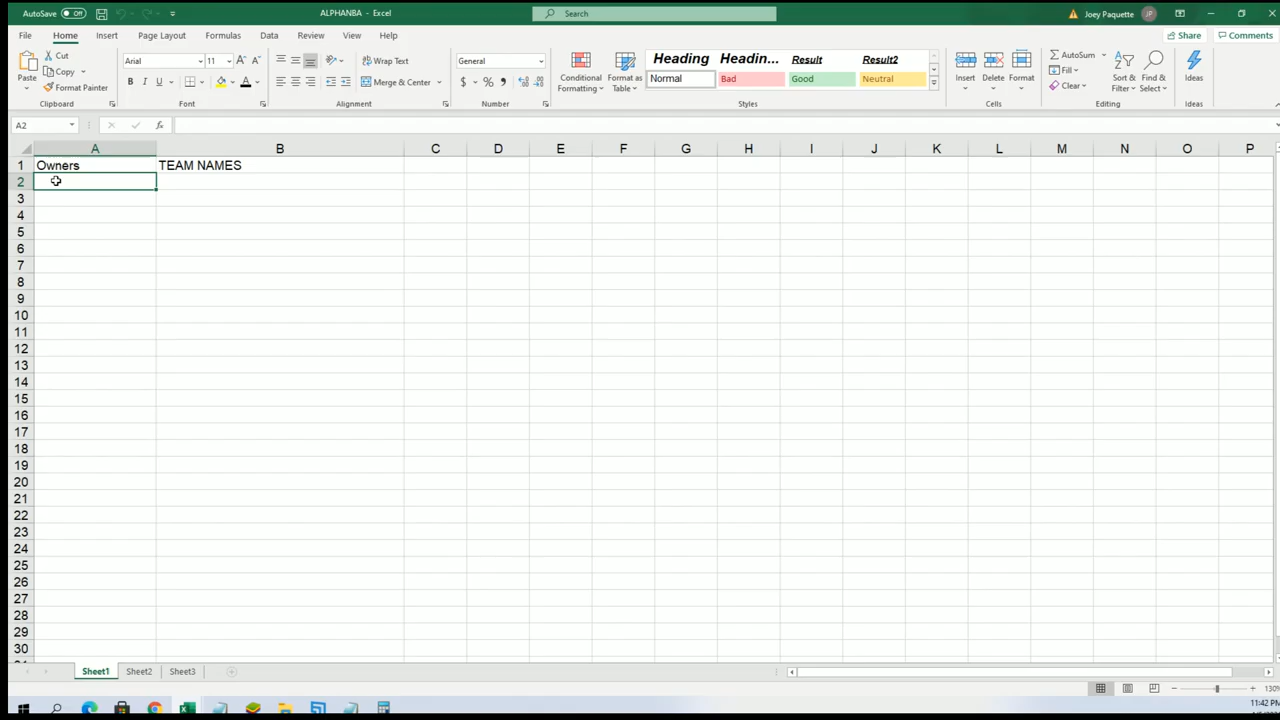 AutoSave Off ALPHANBA - Excel Search Joey Paquette JP
File Home Insert Page Layout Formulas Data Review View Help Share Comments
Paste Cut Copy Format Painter
Arial 11 A A
B I U A
Wrap Text
Merge & Center
General
$ %
Conditional Formatting
Format as Table
Heading Headin... Result Result2
Normal Bad Good Neutral
Insert Delete Format
AutoSum
Fill
Clear
Sort & Filter
Find & Select
Ideas
Clipboard Font Alignment Number Styles Cells Editing Ideas
A2 fx
A B C D E F G H I J K L M N O P
1 Owners TEAM NAMES
2
3
4
5
6
7
8
9
10
11
12
13
14
15
16
17
18
19
20
21
22
23
24
25
26
27
28
29
30
Sheet1 Sheet2 Sheet3
130%
11:42 PM